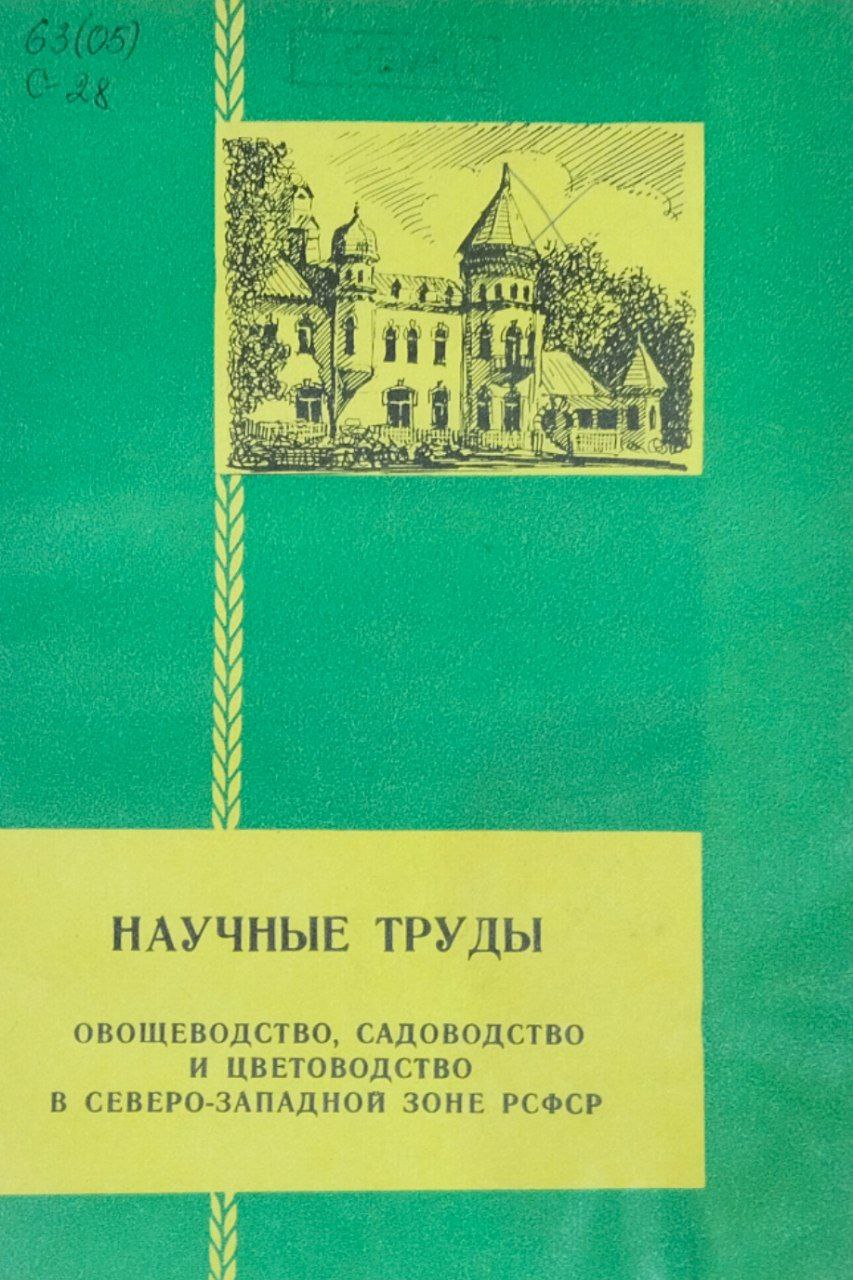 63(05)
С-28
НАУЧНЫЕ ТРУДЫ
ОВОЩЕВОДСТВО, САДОВОДСТВО
И ЦВЕТОВОДСТВО
В СЕВЕРО-ЗАПАДНОЙ ЗОНЕ РСФСР